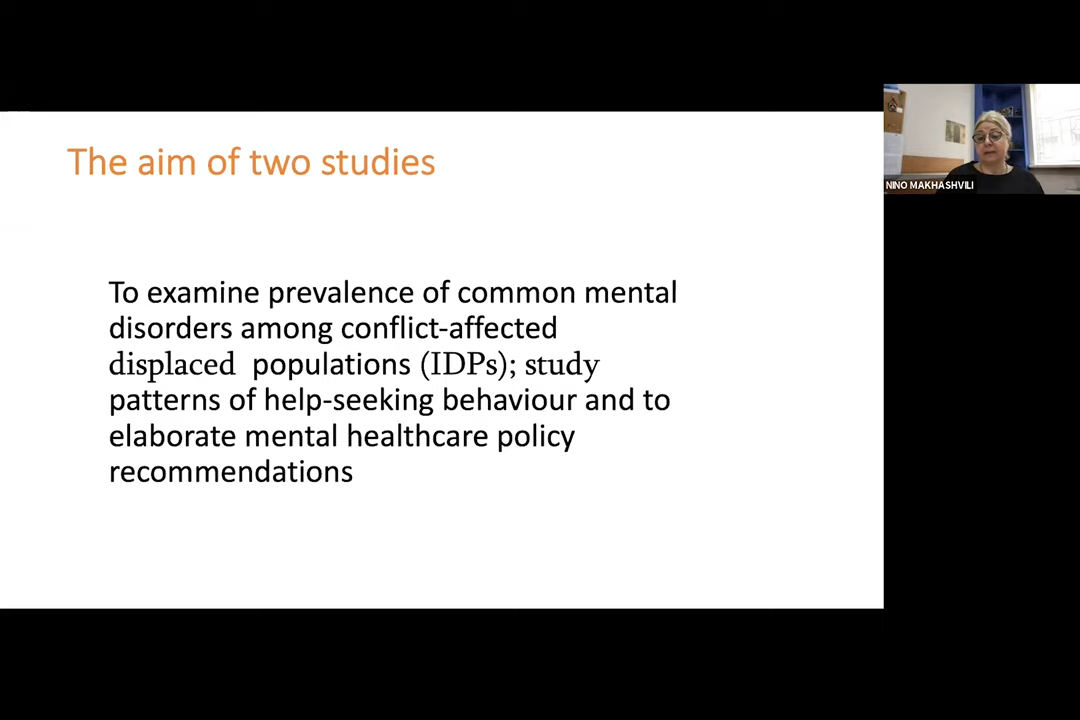 The aim of two studies
To examine prevalence of common mental
disorders among conflict-affected
displaced populations (IDPs); study
patterns of help-seeking behaviour and to
elaborate mental healthcare policy
recommendations
NINO MAKHASHVILI